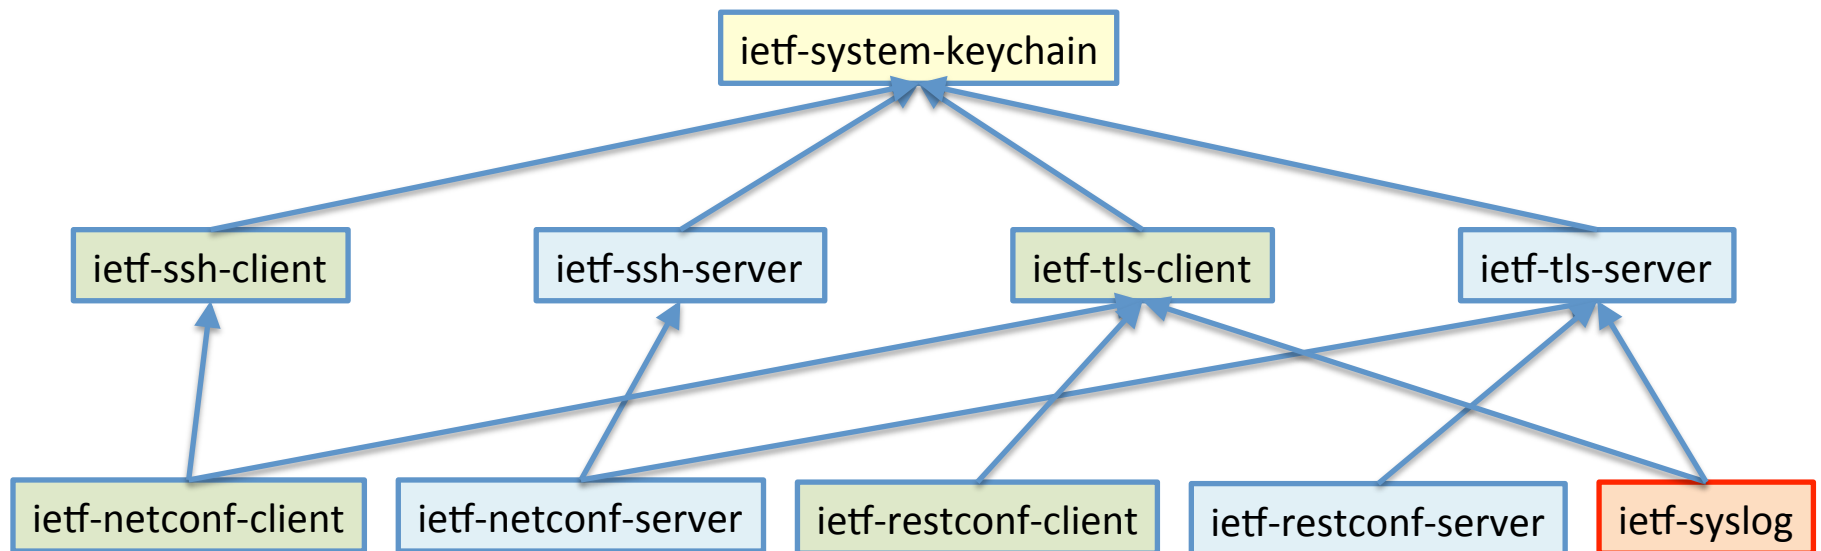 ietf-system-keychain
ietf-ssh-client
ietf-ssh-server
ietf-tls-client
ietf-tls-server
ietf-netconf-client
ietf-netconf-server
ietf-restconf-client
ietf-restconf-server
ietf-syslog